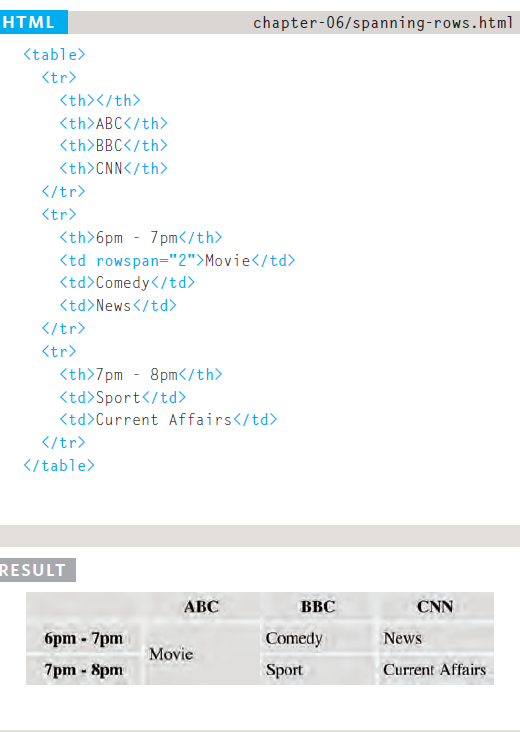 HTML chapter-06/spanning-rows.html
<table>
<tr>
<th></th>
<th>ABC</th>
<th>BBC</th>
<th>CNN</th>
</tr>
<tr>
<th>6pm - 7pm</th>
<td rowspan="2">Movie</td>
<td>Comedy</td>
<td>News</td>
</tr>
<tr>
<th>7pm - 8pm</th>
<td>Sport</td>
<td>Current Affairs</td>
</tr>
</table>
RESULT
ABC BBC CNN
6pm - 7pm Comedy News
Movie
7pm - 8pm Sport Current Affairs